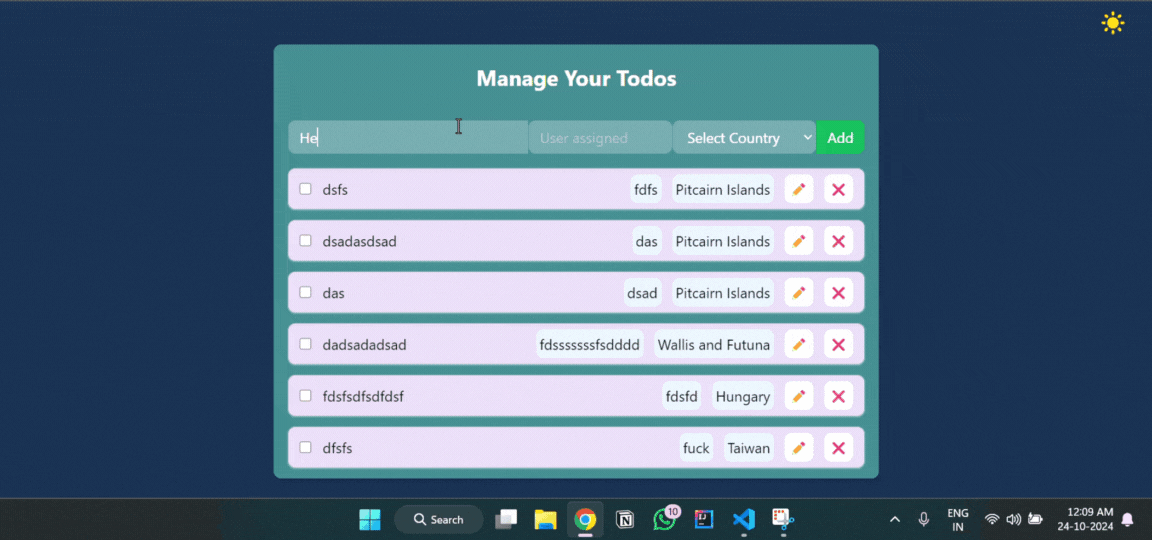 Manage Your Todos
He User assigned Select Country Add
dsfs fdfs Pitcairn Islands
dsadasdsad das Pitcairn Islands
das dsad Pitcairn Islands
dadsadadsad fdsssssssfsdddd Wallis and Futuna
fdsfsdfsdfdsf fdsfd Hungary
dfsfs fuck Taiwan
Search 10 ENG 12:09 AM
IN 24-10-2024